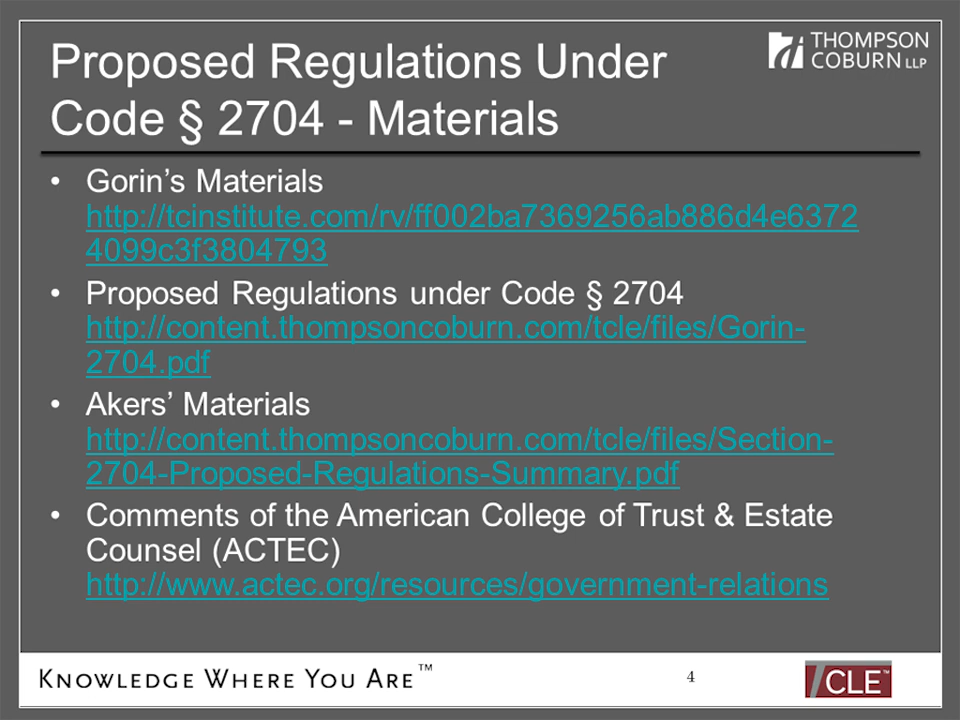 Proposed Regulations Under
Code § 2704 - Materials
THOMPSON
COBURN LLP
• Gorin’s Materials
http://tcinstitute.com/rv/ff002ba7369256ab886d4e6372
4099c3f3804793
• Proposed Regulations under Code § 2704
http://content.thompsoncoburn.com/tcle/files/Gorin-
2704.pdf
• Akers’ Materials
http://content.thompsoncoburn.com/tcle/files/Section-
2704-Proposed-Regulations-Summary.pdf
• Comments of the American College of Trust & Estate
Counsel (ACTEC)
http://www.actec.org/resources/government-relations
KNOWLEDGE WHERE YOU ARE™
4
TCLE™